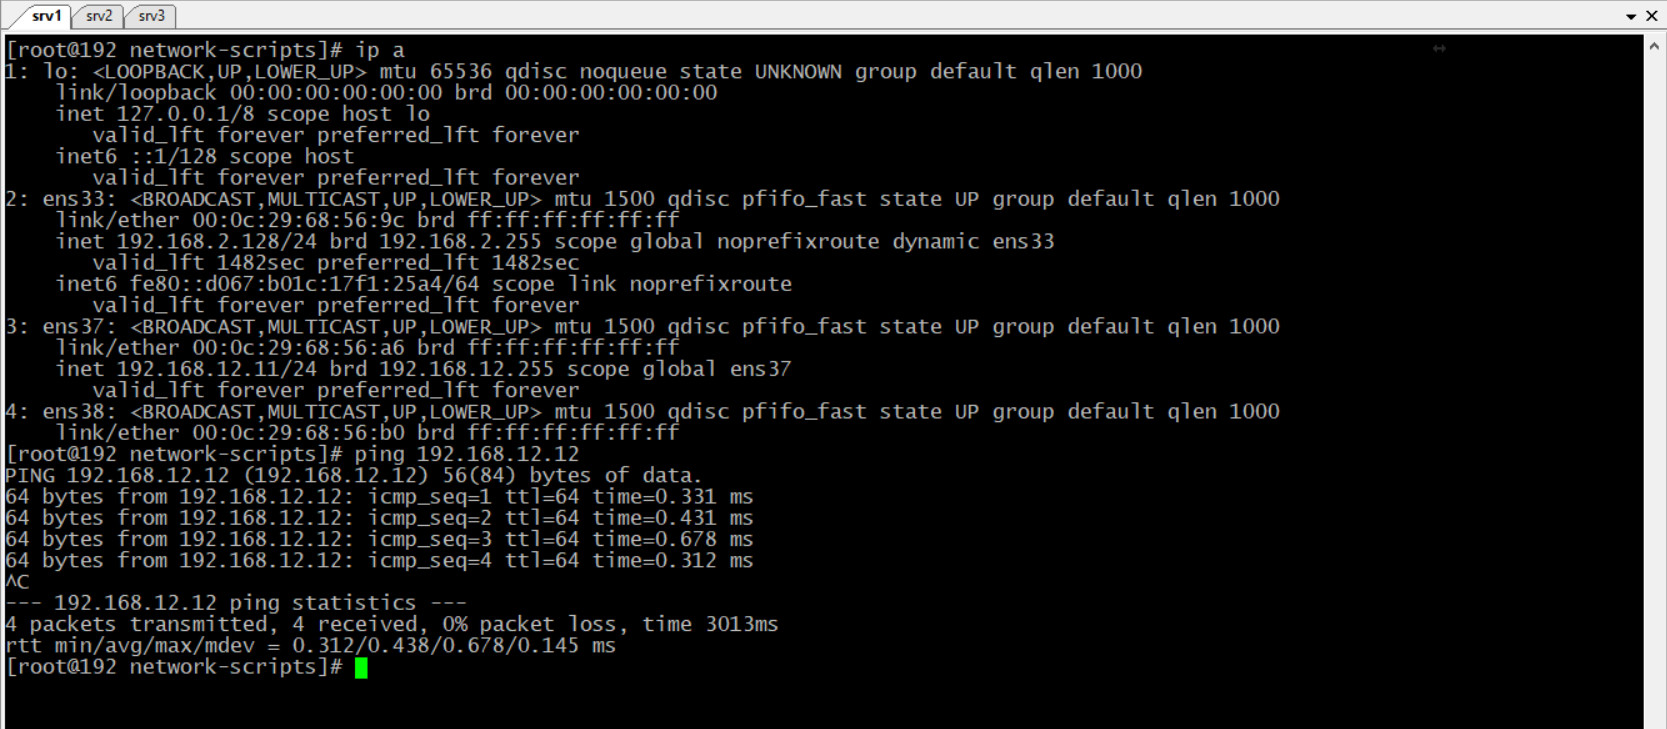 srv1 srv2 srv3
[root@192 network-scripts]# ip a
1: lo: <LOOPBACK,UP,LOWER_UP> mtu 65536 qdisc noqueue state UNKNOWN group default qlen 1000
    link/loopback 00:00:00:00:00:00 brd 00:00:00:00:00:00
    inet 127.0.0.1/8 scope host lo
       valid_lft forever preferred_lft forever
    inet6 ::1/128 scope host
       valid_lft forever preferred_lft forever
2: ens33: <BROADCAST,MULTICAST,UP,LOWER_UP> mtu 1500 qdisc pfifo_fast state UP group default qlen 1000
    link/ether 00:0c:29:68:56:9c brd ff:ff:ff:ff:ff:ff
    inet 192.168.2.128/24 brd 192.168.2.255 scope global noprefixroute dynamic ens33
       valid_lft 1482sec preferred_lft 1482sec
    inet6 fe80::d067:b01c:17f1:25a4/64 scope link noprefixroute
       valid_lft forever preferred_lft forever
3: ens37: <BROADCAST,MULTICAST,UP,LOWER_UP> mtu 1500 qdisc pfifo_fast state UP group default qlen 1000
    link/ether 00:0c:29:68:56:a6 brd ff:ff:ff:ff:ff:ff
    inet 192.168.12.11/24 brd 192.168.12.255 scope global ens37
       valid_lft forever preferred_lft forever
4: ens38: <BROADCAST,MULTICAST,UP,LOWER_UP> mtu 1500 qdisc pfifo_fast state UP group default qlen 1000
    link/ether 00:0c:29:68:56:b0 brd ff:ff:ff:ff:ff:ff
[root@192 network-scripts]# ping 192.168.12.12
PING 192.168.12.12 (192.168.12.12) 56(84) bytes of data.
64 bytes from 192.168.12.12: icmp_seq=1 ttl=64 time=0.331 ms
64 bytes from 192.168.12.12: icmp_seq=2 ttl=64 time=0.431 ms
64 bytes from 192.168.12.12: icmp_seq=3 ttl=64 time=0.678 ms
64 bytes from 192.168.12.12: icmp_seq=4 ttl=64 time=0.312 ms
^C
--- 192.168.12.12 ping statistics ---
4 packets transmitted, 4 received, 0% packet loss, time 3013ms
rtt min/avg/max/mdev = 0.312/0.438/0.678/0.145 ms
[root@192 network-scripts]#